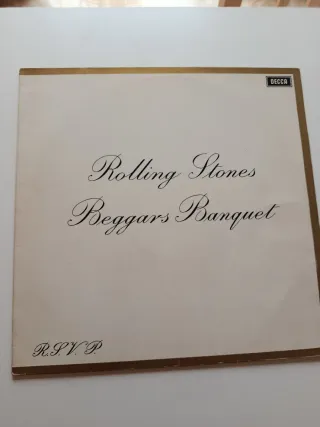 DECCA
Rolling Stones
Beggars Banquet
R.S.V.P.